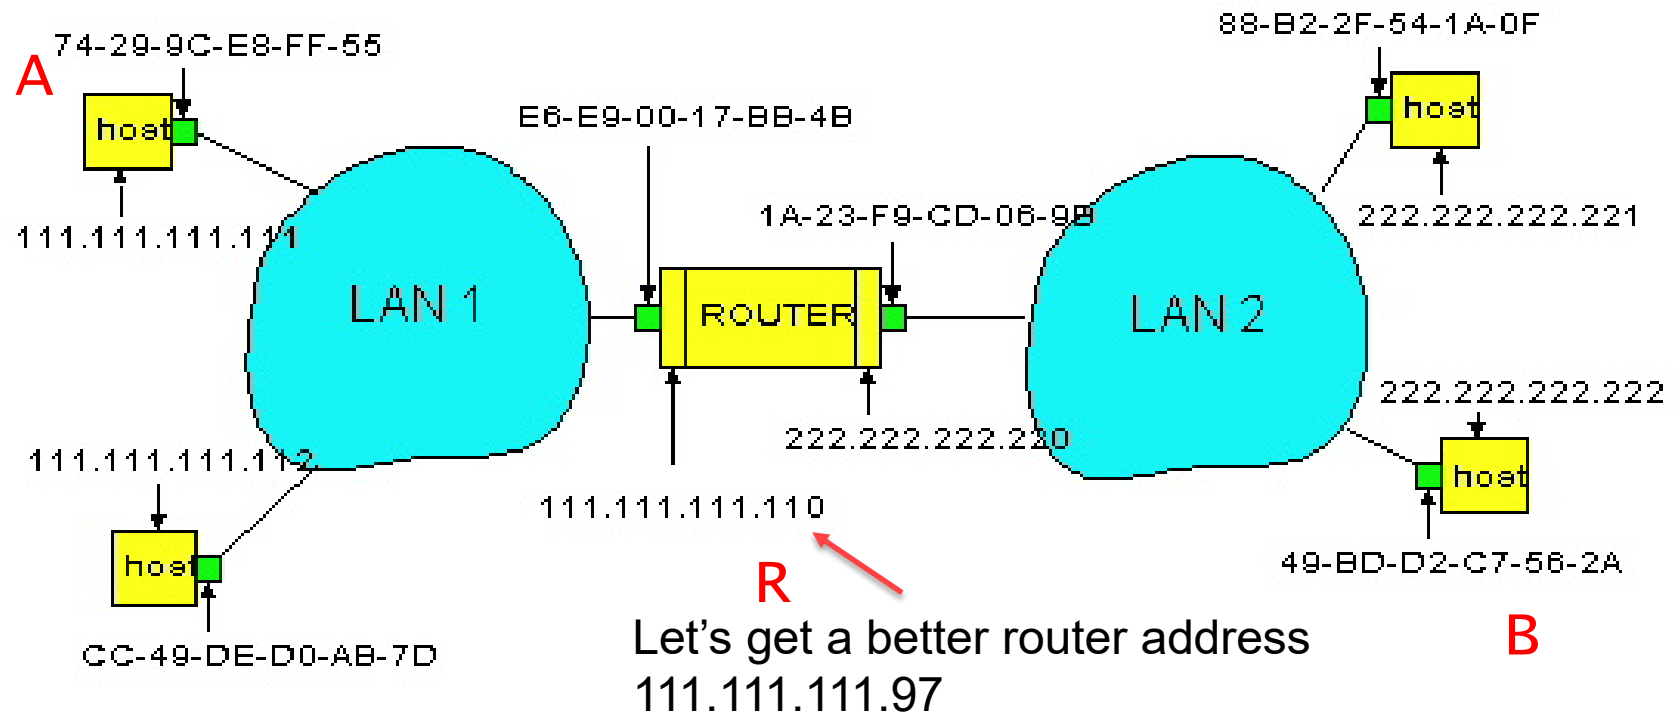 88-B2-2F-54-1A-0F
74-29-9C-E8-FF-55
A
host
host
E6-E9-00-17-BB-4B
1A-23-F9-CD-06-9B
222.222.222.221
111.111.111.111
LAN 1
ROUTER
LAN 2
222.222.222.222
222.222.222.220
111.111.111.112
host
111.111.111.110
host
49-BD-D2-C7-56-2A
R
CC-49-DE-D0-AB-7D
Let’s get a better router address
111.111.111.97
B